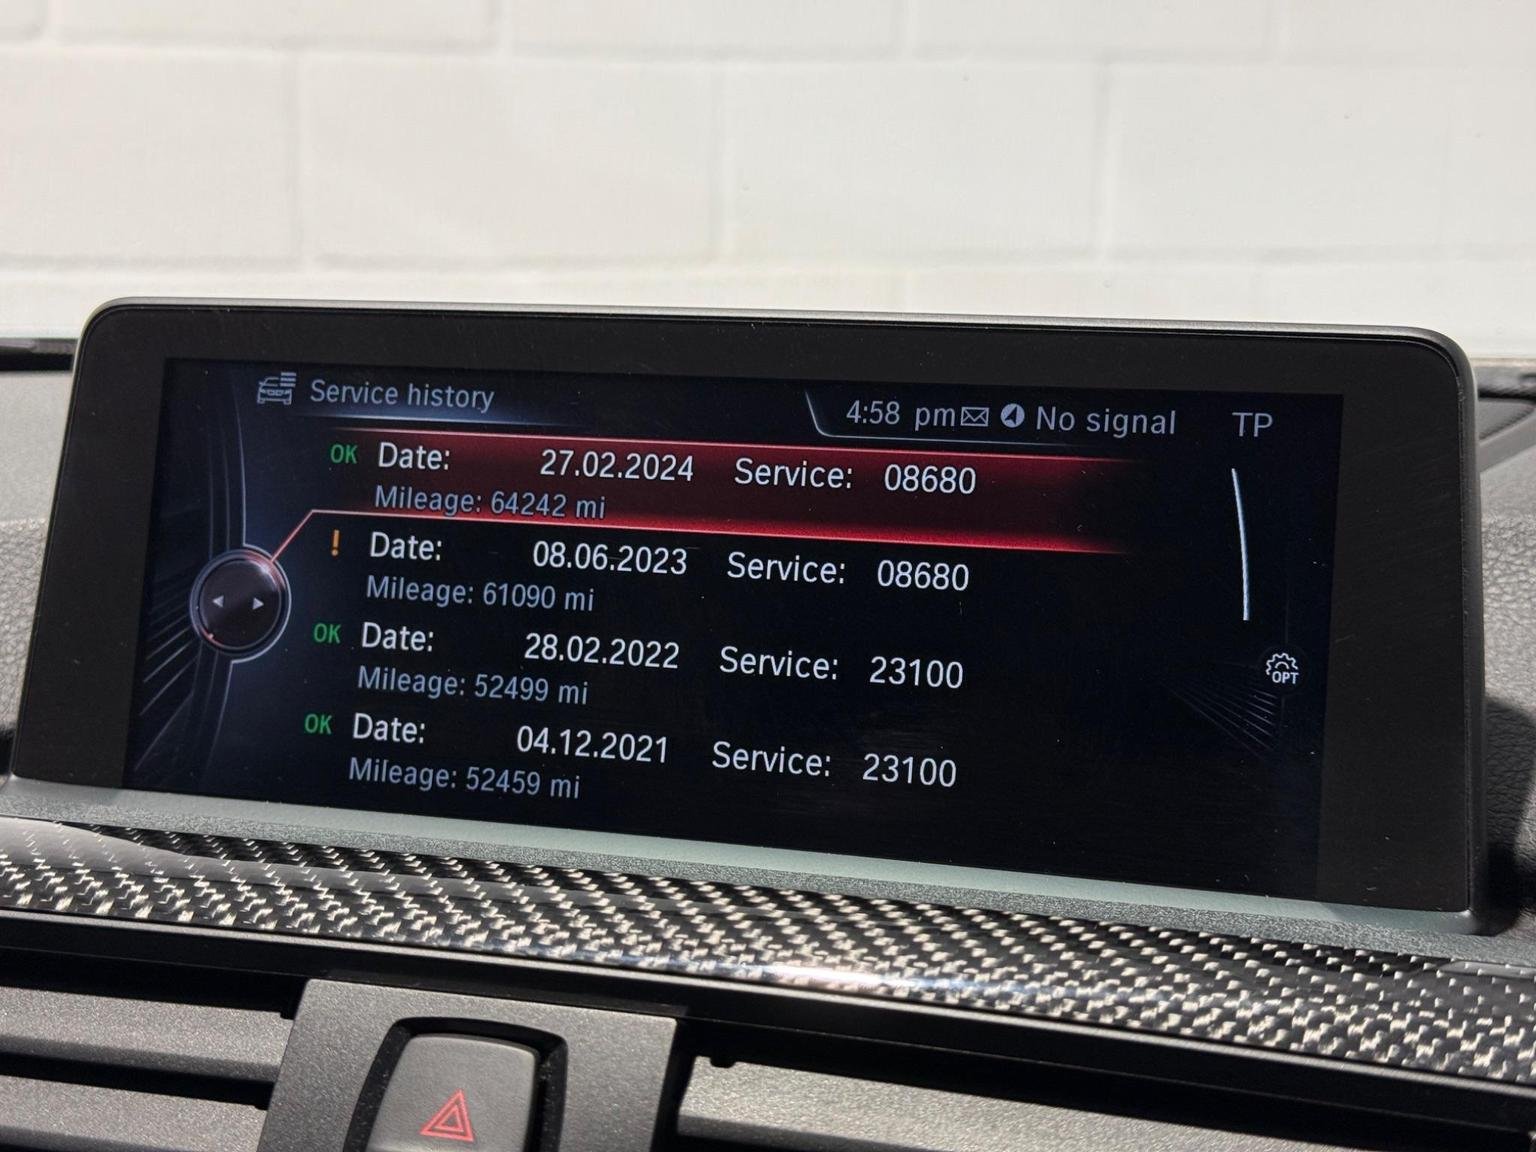 Service history
4:58 pm No signal TP
OK Date: 27.02.2024 Service: 08680
Mileage: 64242 mi
! Date: 08.06.2023 Service: 08680
Mileage: 61090 mi
OK Date: 28.02.2022 Service: 23100
Mileage: 52499 mi
OPT
OK Date: 04.12.2021 Service: 23100
Mileage: 52459 mi